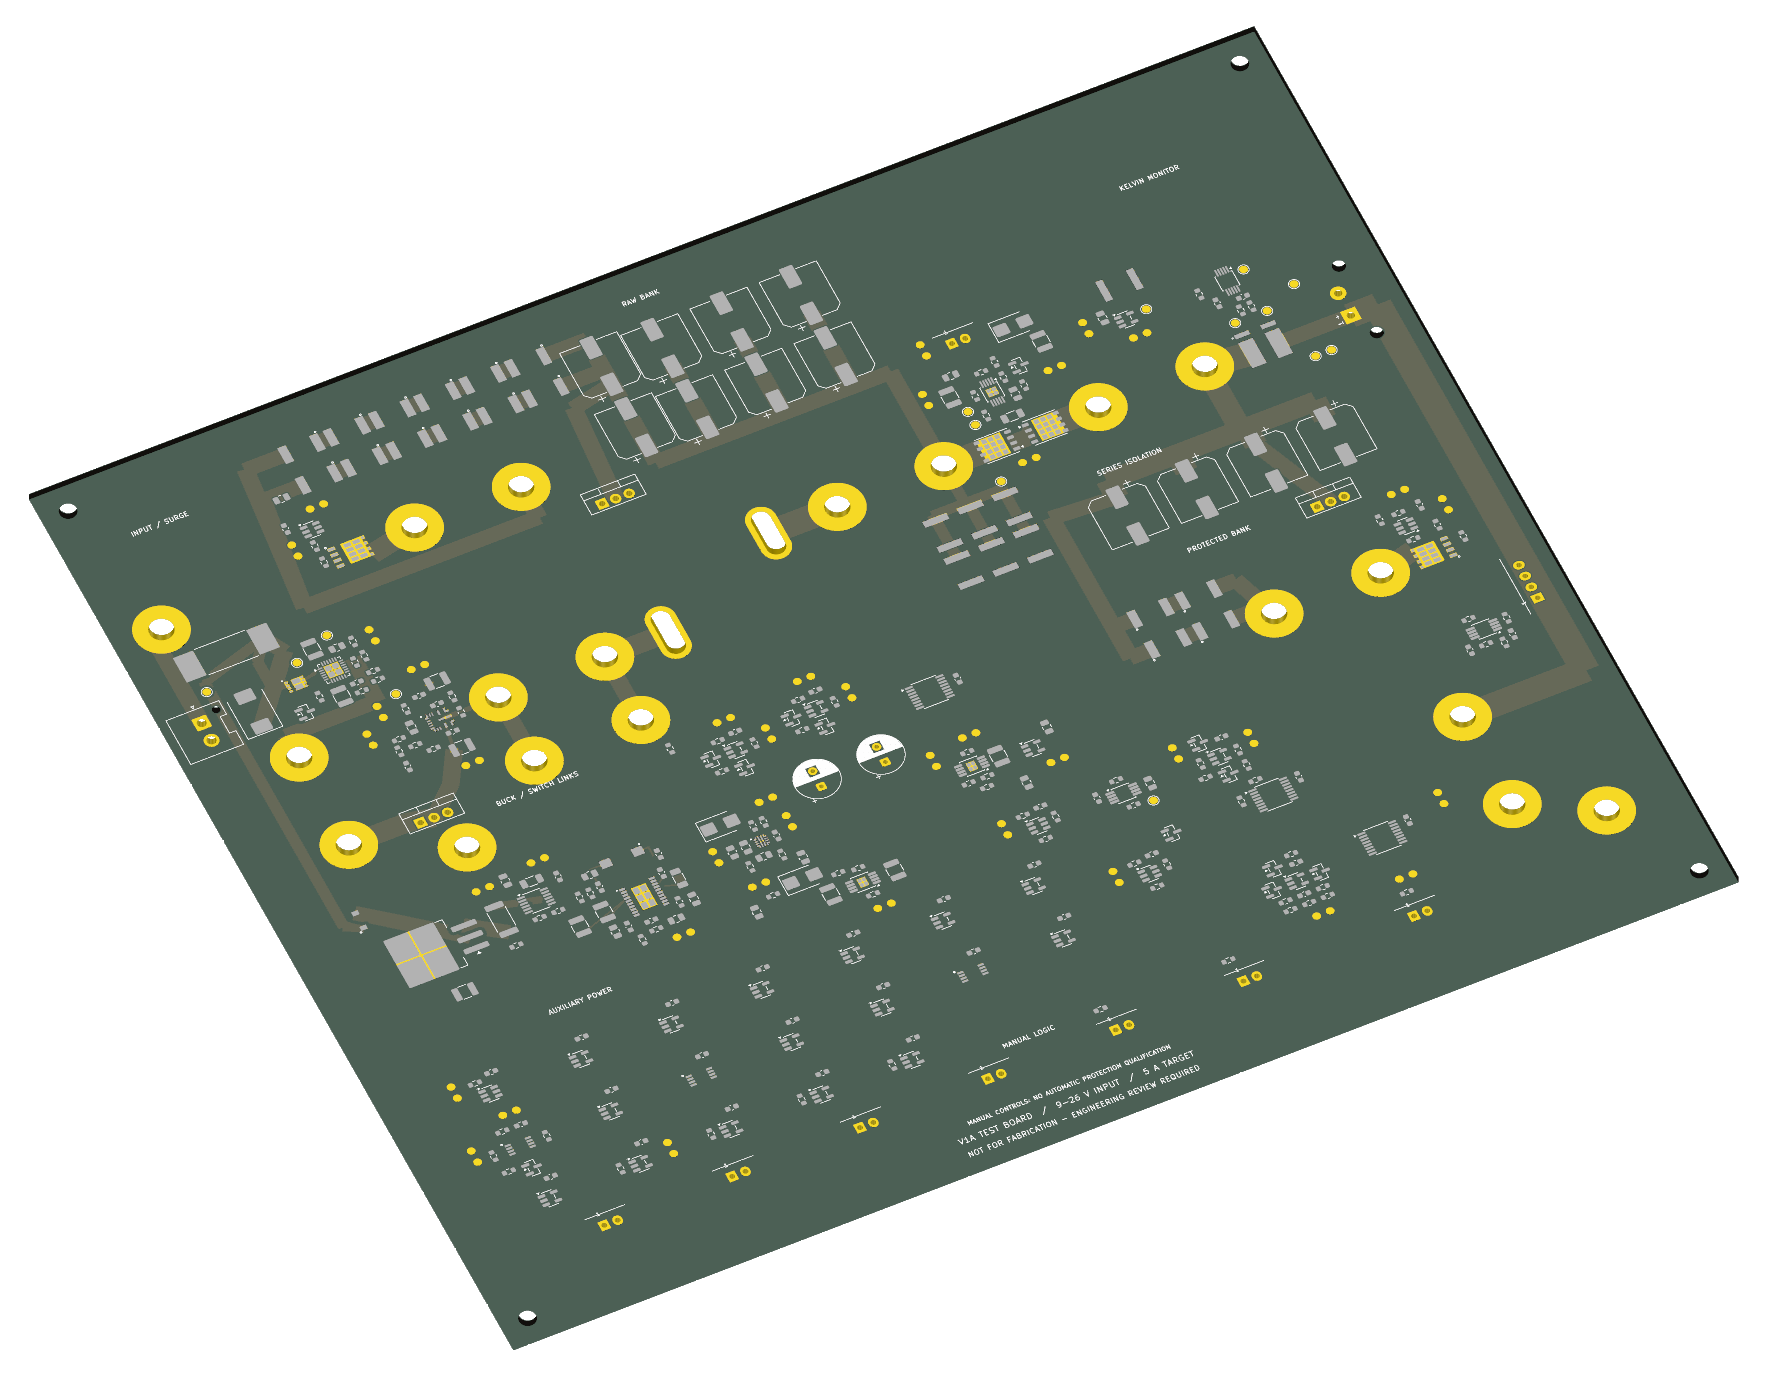 KELVIN MONITOR
RAW BANK
INPUT / SURGE
SERIES ISOLATION
PROTECTED BANK
BUCK / SWITCH LINKS
AUXILIARY POWER
MANUAL LOGIC
MANUAL CONTROLS: NO AUTOMATIC PROTECTION QUALIFICATION
V1A TEST BOARD / 9-26 V INPUT / 5 A TARGET
NOT FOR FABRICATION - ENGINEERING REVIEW REQUIRED